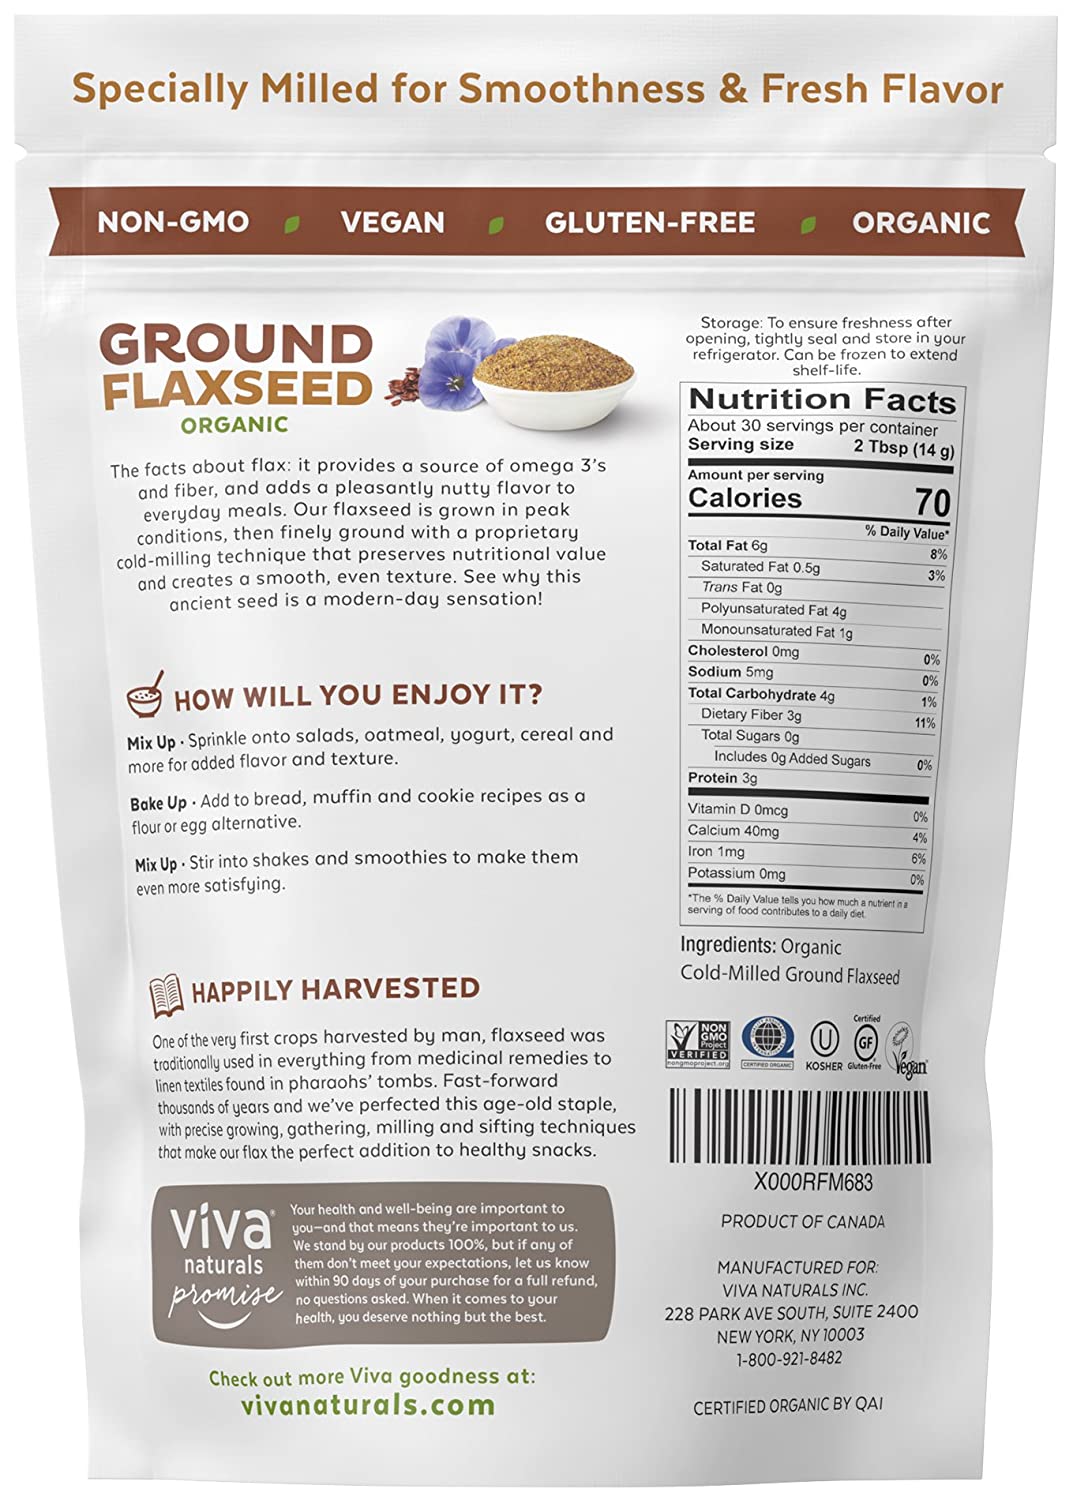 Specially Milled for Smoothness & Fresh Flavor
NON-GMO VEGAN GLUTEN-FREE ORGANIC
GROUND
FLAXSEED
ORGANIC
The facts about flax: it provides a source of omega 3's
and fiber, and adds a pleasantly nutty flavor to
everyday meals. Our flaxseed is grown in peak
conditions, then finely ground with a proprietary
cold-milling technique that preserves nutritional value
and creates a smooth, even texture. See why this
ancient seed is a modern-day sensation!
HOW WILL YOU ENJOY IT?
Mix Up · Sprinkle onto salads, oatmeal, yogurt, cereal and
more for added flavor and texture.
Bake Up · Add to bread, muffin and cookie recipes as a
flour or egg alternative.
Mix Up · Stir into shakes and smoothies to make them
even more satisfying.
HAPPILY HARVESTED
One of the very first crops harvested by man, flaxseed was
traditionally used in everything from medicinal remedies to
linen textiles found in pharaohs' tombs. Fast-forward
thousands of years and we've perfected this age-old staple,
with precise growing, gathering, milling and sifting techniques
that make our flax the perfect addition to healthy snacks.
viva®
naturals
promise
Your health and well-being are important to
you—and that means they're important to us.
We stand by our products 100%, but if any of
them don't meet your expectations, let us know
within 90 days of your purchase for a full refund,
no questions asked. When it comes to your
health, you deserve nothing but the best.
Check out more Viva goodness at:
vivanaturals.com
Storage: To ensure freshness after
opening, tightly seal and store in your
refrigerator. Can be frozen to extend
shelf-life.
Nutrition Facts
About 30 servings per container
Serving size 2 Tbsp (14 g)
Amount per serving
Calories 70
% Daily Value*
Total Fat 6g 8%
Saturated Fat 0.5g 3%
Trans Fat 0g
Polyunsaturated Fat 4g
Monounsaturated Fat 1g
Cholesterol 0mg 0%
Sodium 5mg 0%
Total Carbohydrate 4g 1%
Dietary Fiber 3g 11%
Total Sugars 0g
Includes 0g Added Sugars 0%
Protein 3g
Vitamin D 0mcg 0%
Calcium 40mg 4%
Iron 1mg 6%
Potassium 0mg 0%
*The % Daily Value tells you how much a nutrient in a
serving of food contributes to a daily diet.
Ingredients: Organic
Cold-Milled Ground Flaxseed
NON
GMO
Project
VERIFIED
nongmoproject.org
Q
CERTIFIED ORGANIC
U
KOSHER
Certified
GF
Gluten-Free
Vegan
X000RFM683
PRODUCT OF CANADA
MANUFACTURED FOR:
VIVA NATURALS INC.
228 PARK AVE SOUTH, SUITE 2400
NEW YORK, NY 10003
1-800-921-8482
CERTIFIED ORGANIC BY QAI